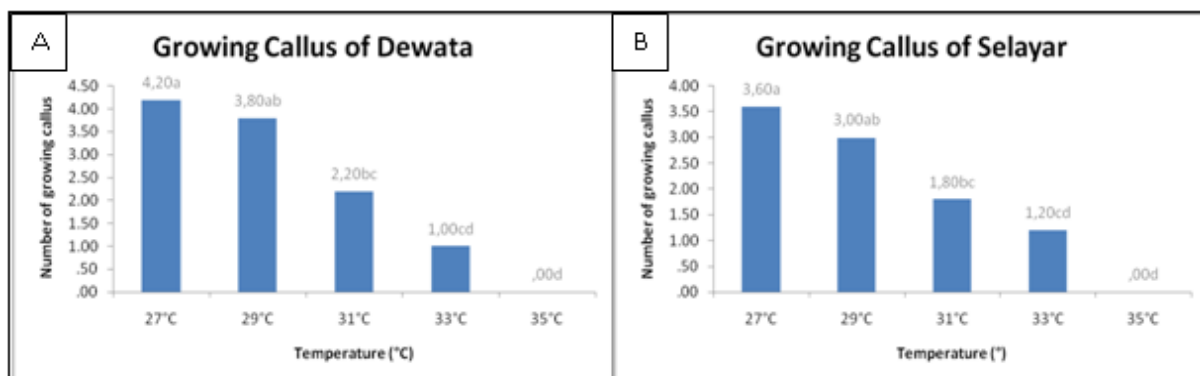 A
Growing Callus of Dewata
Number of growing callus
4.50
4.00
3.50
3.00
2.50
2.00
1.50
1.00
.50
.00
4,20a
3,80ab
2,20bc
1,00cd
,00d
27°C 29°C 31°C 33°C 35°C
Temperature (°C)
B
Growing Callus of Selayar
Number of growing callus
4.00
3.50
3.00
2.50
2.00
1.50
1.00
.50
.00
3,60a
3,00ab
1,80bc
1,20cd
,00d
27°C 29°C 31°C 33°C 35°C
Temperature (°)